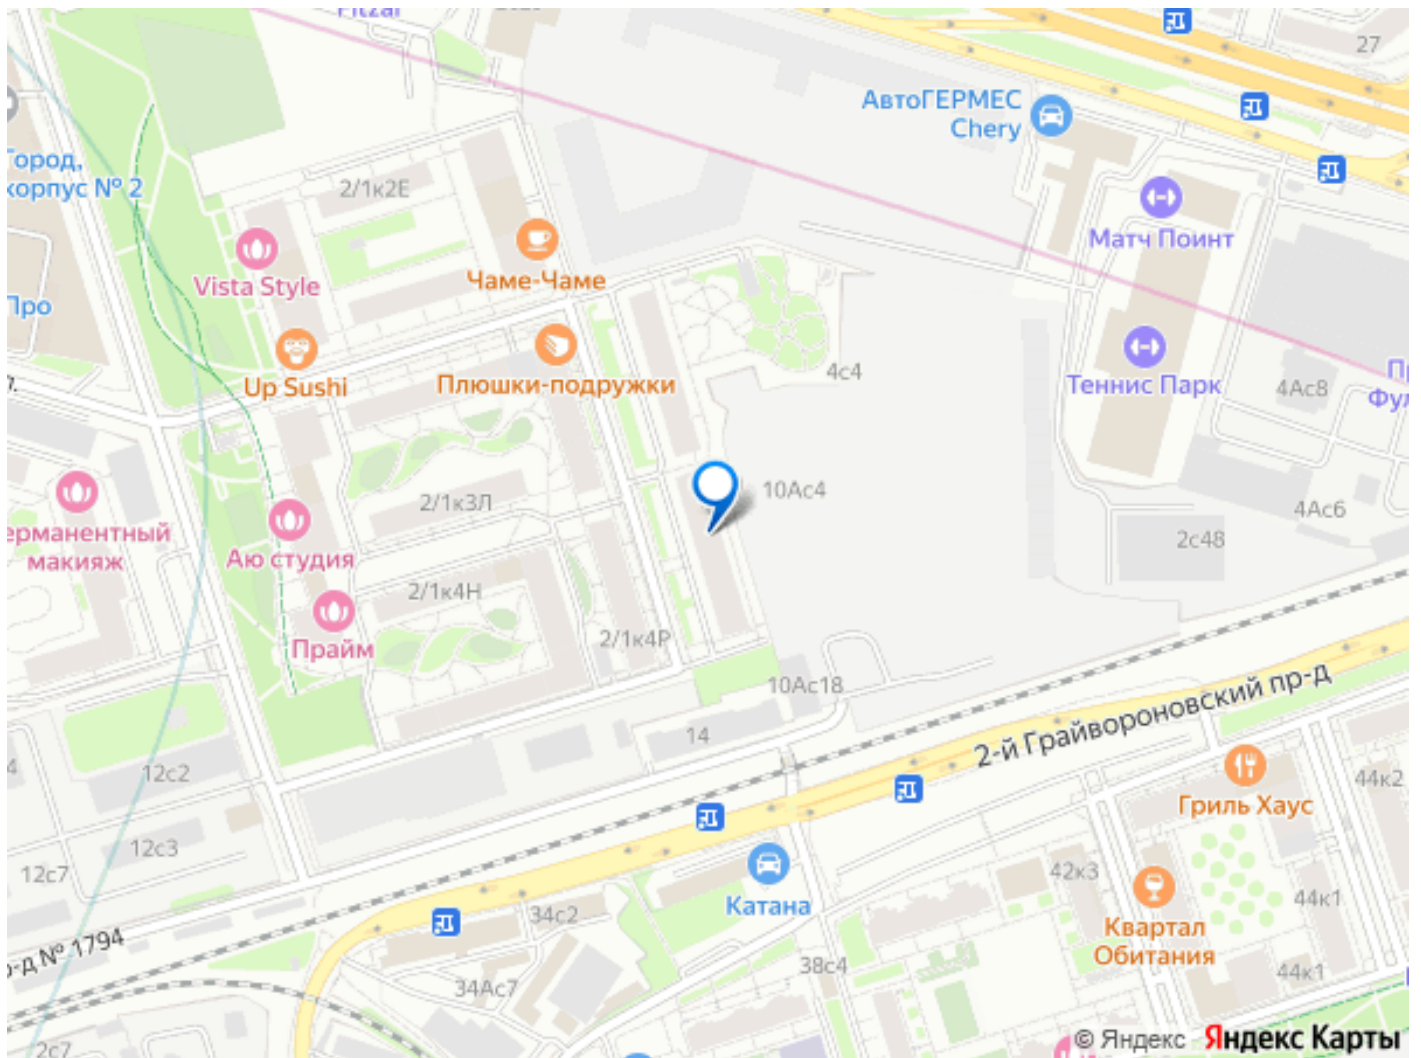 27
АвтоГЕРМЕС
Chery
Город,
корпус № 2
2/1к2Е
Матч Поинт
Vista Style
Чаме-Чаме
Про
Up Sushi
Плюшки-подружки
4с4
Теннис Парк
4Ас8
2/1к3Л
10Ас4
4Ас6
ерманентный
макияж
Аю студия
2с48
2/1к4Н
Прайм
2/1к4Р
10Ас18
2-й Грайвороновский пр-д
14
12с2
44к2
Гриль Хаус
12с3
12с7
42к3
Катана
34с2
44к1
Квартал
Обитания
р-д № 1794
38с4
44к1
34Ас7
2с7
© Яндекс Яндекс Карты